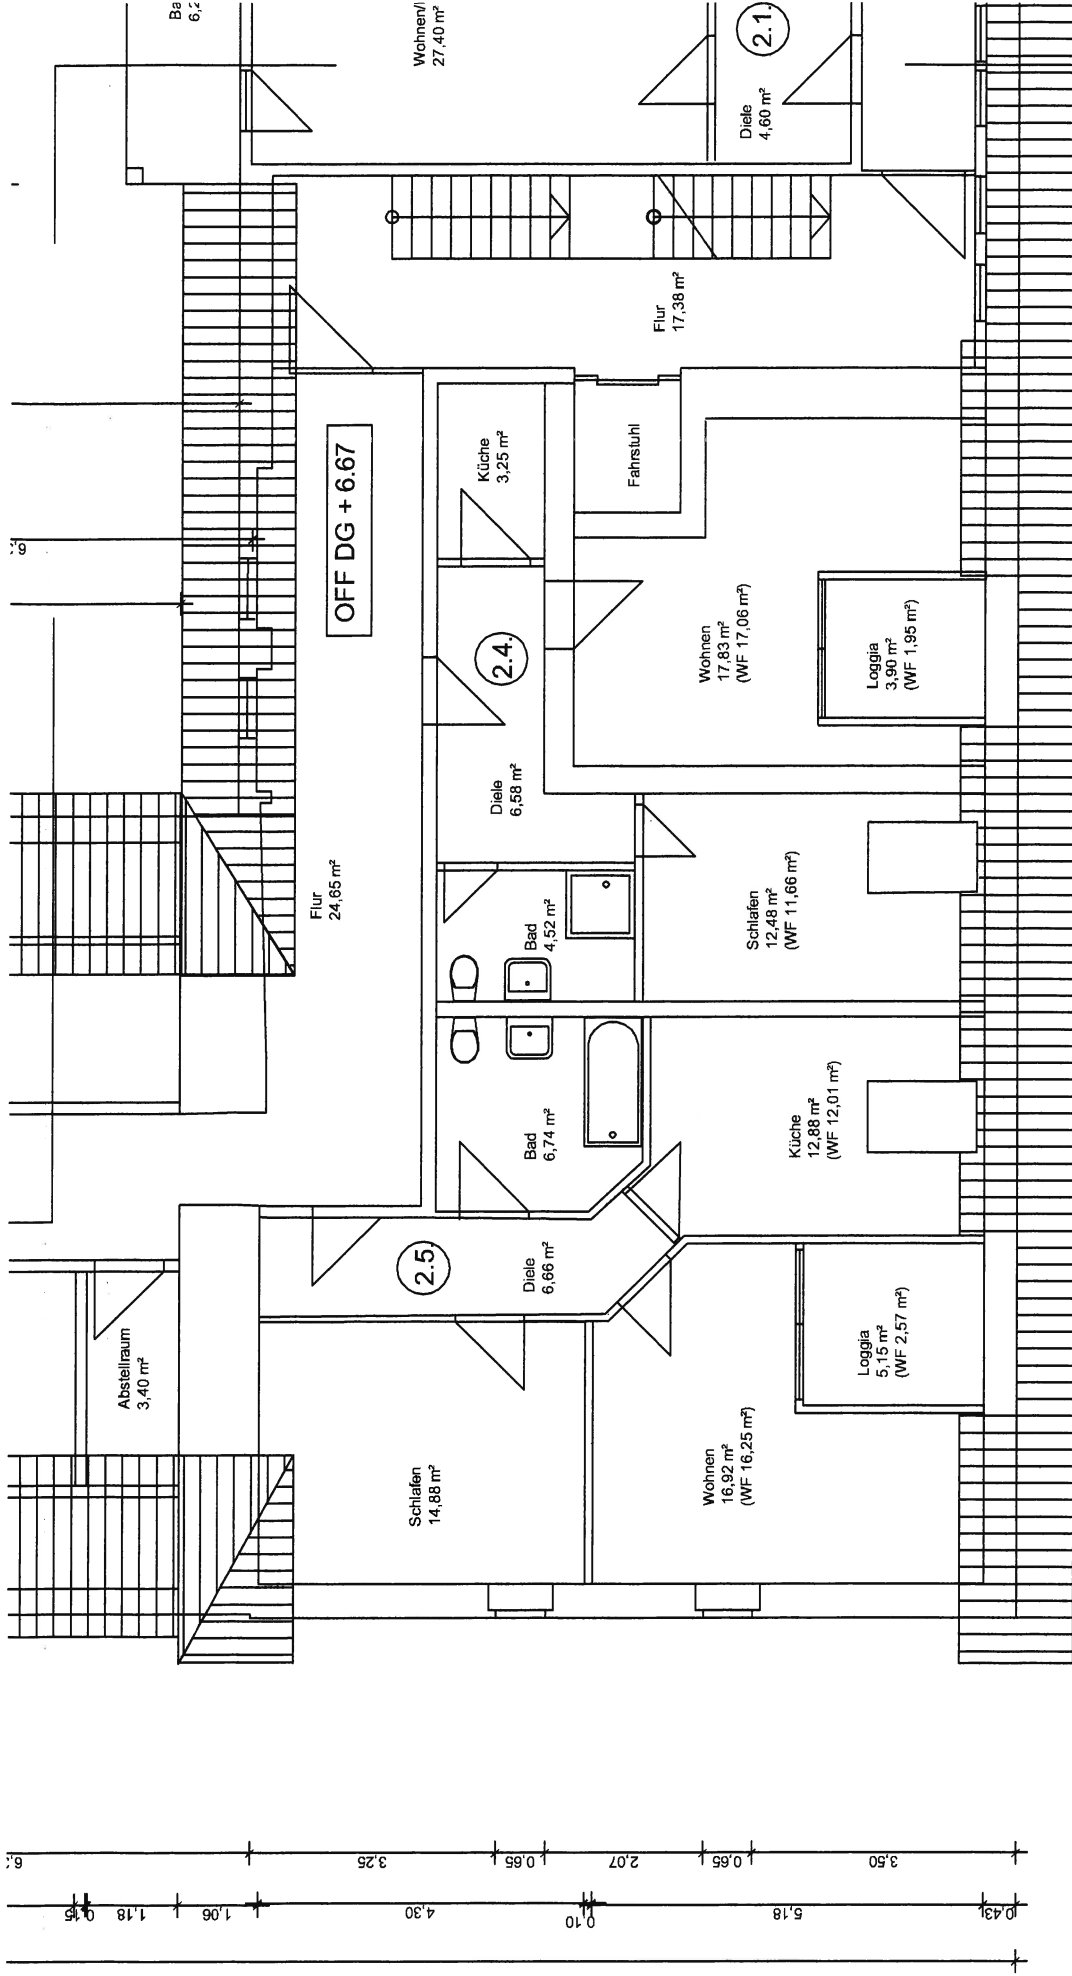 Wohnen/
27,40 m²
2.1.
Diele
4,60 m²
Flur
17,38 m²
OFF DG + 6.67
Küche
3,25 m²
Fahrstuhl
2.4.
Wohnen
17,83 m²
(WF 17,06 m²)
Loggia
3,90 m²
(WF 1,95 m²)
Diele
6,58 m²
Flur
24,65 m²
Bad
4,52 m²
Schlafen
12,48 m²
(WF 11,66 m²)
Bad
6,74 m²
Küche
12,88 m²
(WF 12,01 m²)
2.5
Diele
6,66 m²
Abstellraum
3,40 m²
Loggia
5,15 m²
(WF 2,57 m²)
Schlafen
14,88 m²
Wohnen
16,92 m²
(WF 16,25 m²)
3,25
0,65
2,07
0,65
3,50
0,15
1,18
1,06
4,30
0,10
5,18
0,43